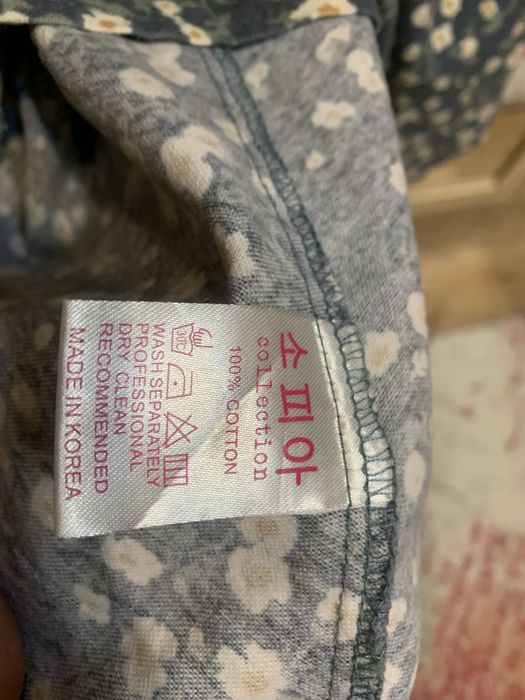 소피아
collection
100% COTTON
WASH SEPARATELY
PROFESSIONAL
DRY CLEAN
RECOMMENDED
MADE IN KOREA